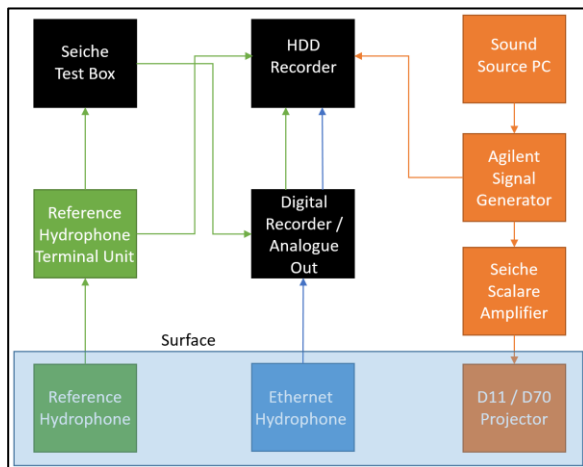 Seiche
Test Box
HDD
Recorder
Sound
Source PC
Reference
Hydrophone
Terminal Unit
Digital
Recorder /
Analogue
Out
Agilent
Signal
Generator
Seiche
Scalare
Amplifier
Surface
Reference
Hydrophone
Ethernet
Hydrophone
D11 / D70
Projector